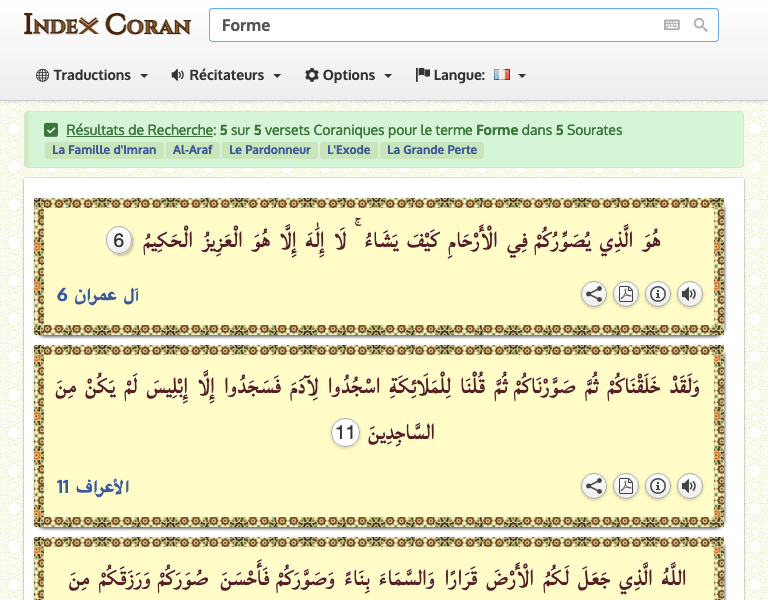 INDEX CORAN
Forme
Traductions Récitateurs Options Langue:
Résultats de Recherche: 5 sur 5 versets Coraniques pour le terme Forme dans 5 Sourates
La Famille d'Imran Al-Araf Le Pardonneur L'Exode La Grande Perte
هُوَ الَّذِي يُصَوِّرُكُمْ فِي الْأَرْحَامِ كَيْفَ يَشَاءُ ۚ لَا إِلَٰهَ إِلَّا هُوَ الْعَزِيزُ الْحَكِيمُ 6
آل عمران 6
وَلَقَدْ خَلَقْنَاكُمْ ثُمَّ صَوَّرْنَاكُمْ ثُمَّ قُلْنَا لِلْمَلَائِكَةِ اسْجُدُوا لِآدَمَ فَسَجَدُوا إِلَّا إِبْلِيسَ لَمْ يَكُنْ مِنَ
السَّاجِدِينَ 11
الأعراف 11
اللَّهُ الَّذِي جَعَلَ لَكُمُ الْأَرْضَ قَرَارًا وَالسَّمَاءَ بِنَاءً وَصَوَّرَكُمْ فَأَحْسَنَ صُوَرَكُمْ وَرَزَقَكُمْ مِنَ